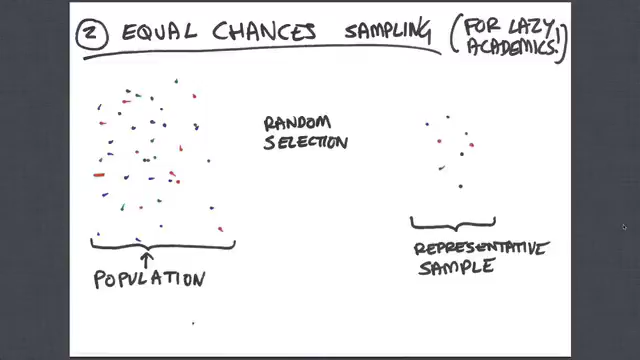 ② EQUAL CHANCES SAMPLING (FOR LAZY
ACADEMICS!)
RANDOM
SELECTION
POPULATION
REPRESENTATIVE
SAMPLE